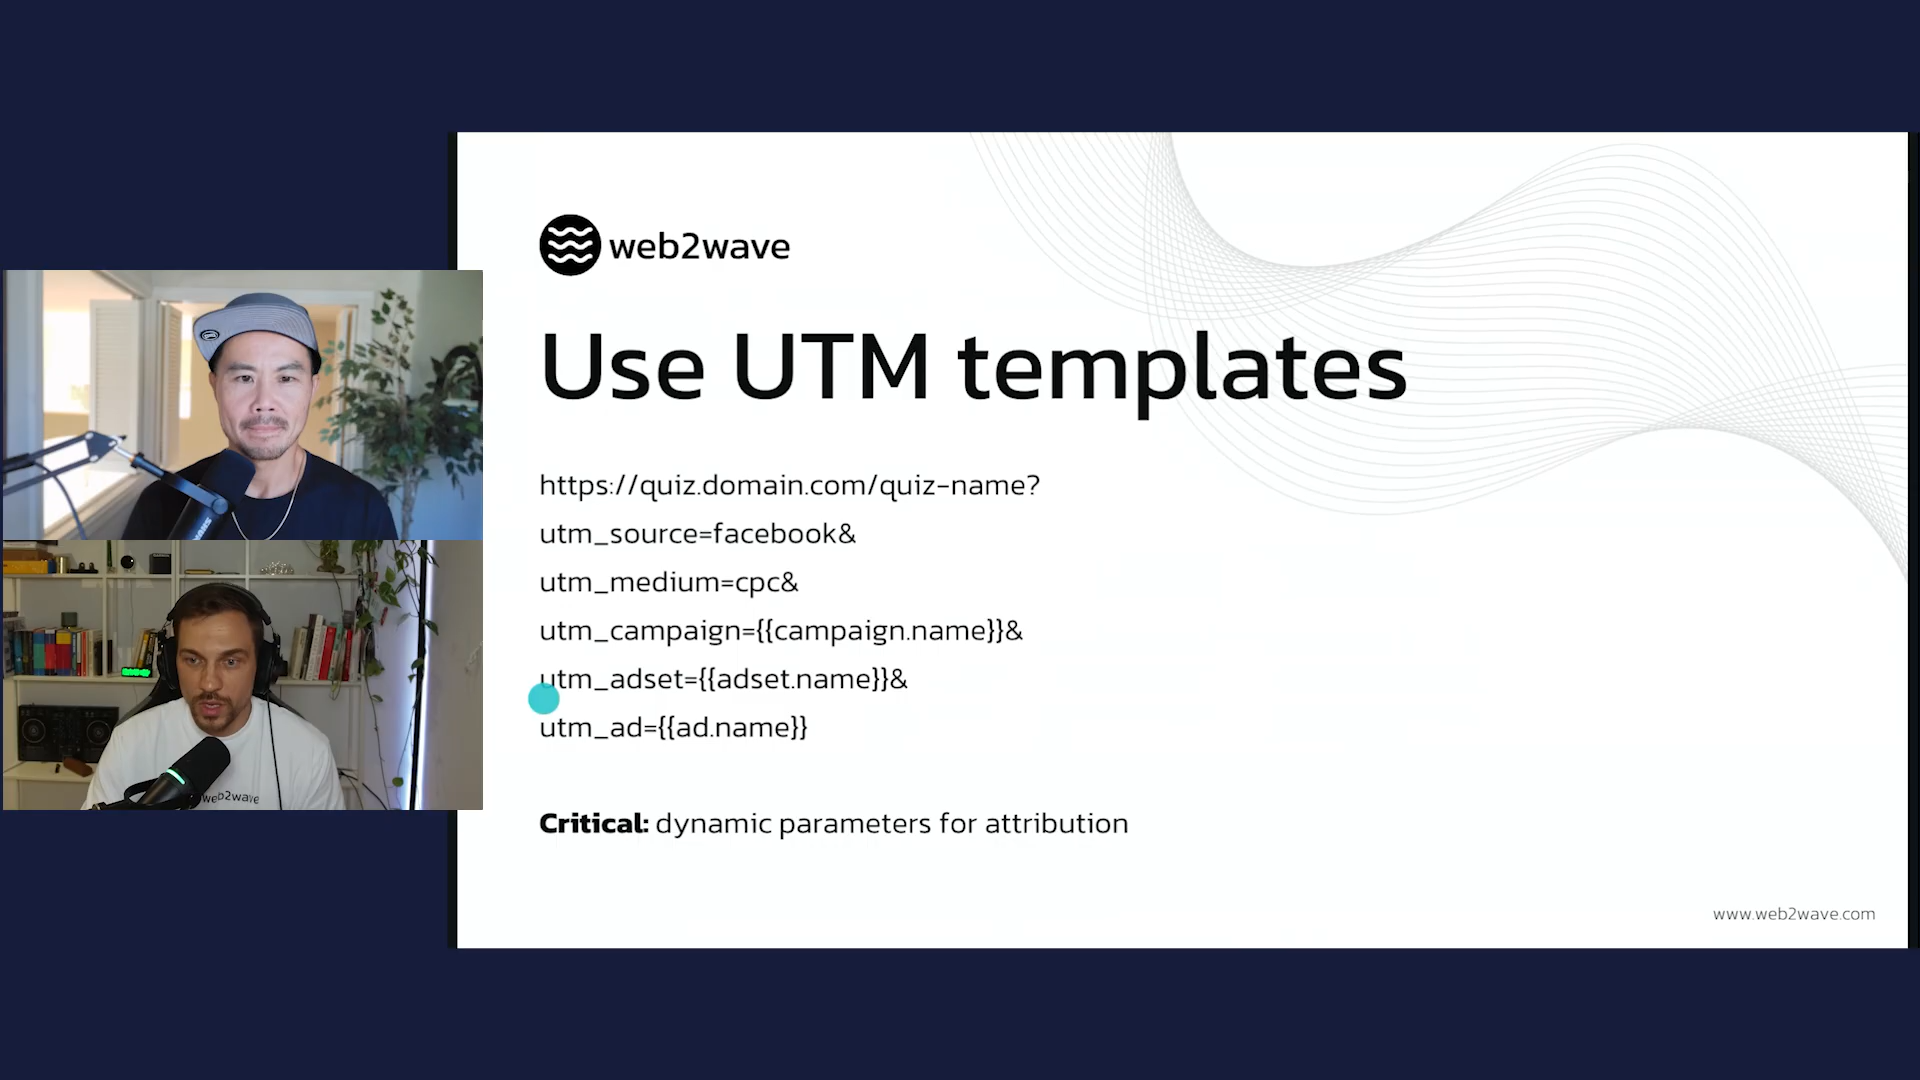 web2wave
Use UTM templates
https://quiz.domain.com/quiz-name?
utm_source=facebook&
utm_medium=cpc&
utm_campaign={{campaign.name}}&
utm_adset={{adset.name}}&
utm_ad={{ad.name}}
Critical: dynamic parameters for attribution
www.web2wave.com
web2wave